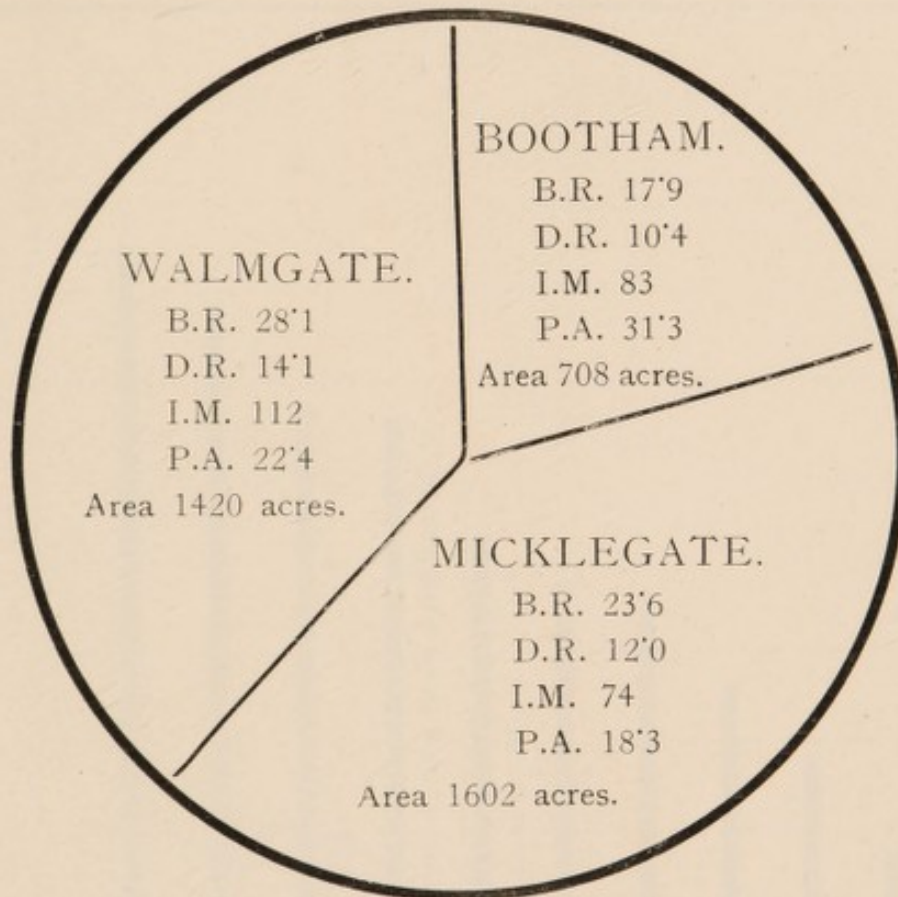 BOOTHAM.
B.R. 17·9
D.R. 10·4
I.M. 83
P.A. 31·3
Area 708 acres.
WALMGATE.
B.R. 28·1
D.R. 14·1
I.M. 112
P.A. 22·4
Area 1420 acres.
MICKLEGATE.
B.R. 23·6
D.R. 12·0
I.M. 74
P.A. 18·3
Area 1602 acres.